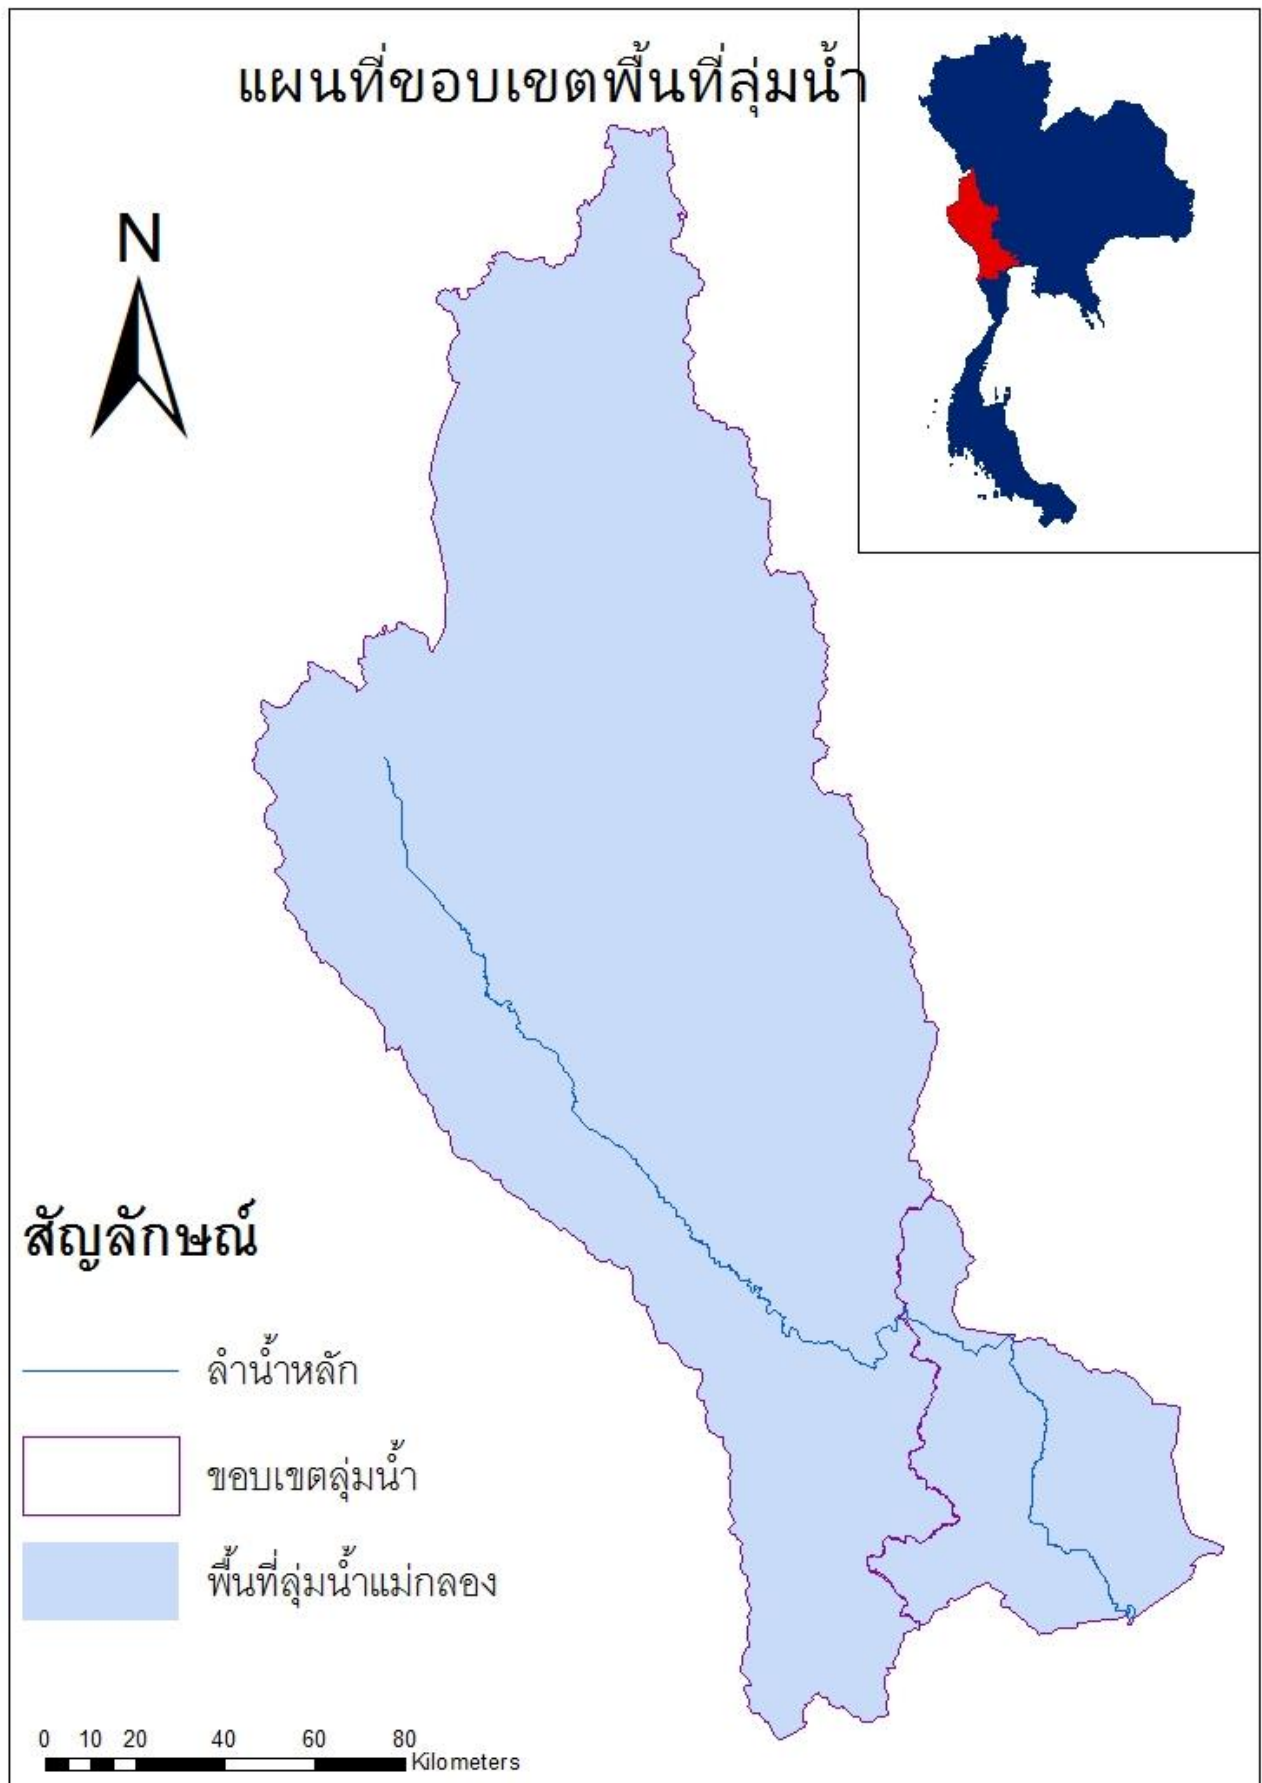 แผนที่ขอบเขตพื้นที่ลุ่มน้ำ
N
สัญลักษณ์
ลำน้ำหลัก
ขอบเขตลุ่มน้ำ
พื้นที่ลุ่มน้ำแม่กลอง
0 10 20 40 60 80
Kilometers